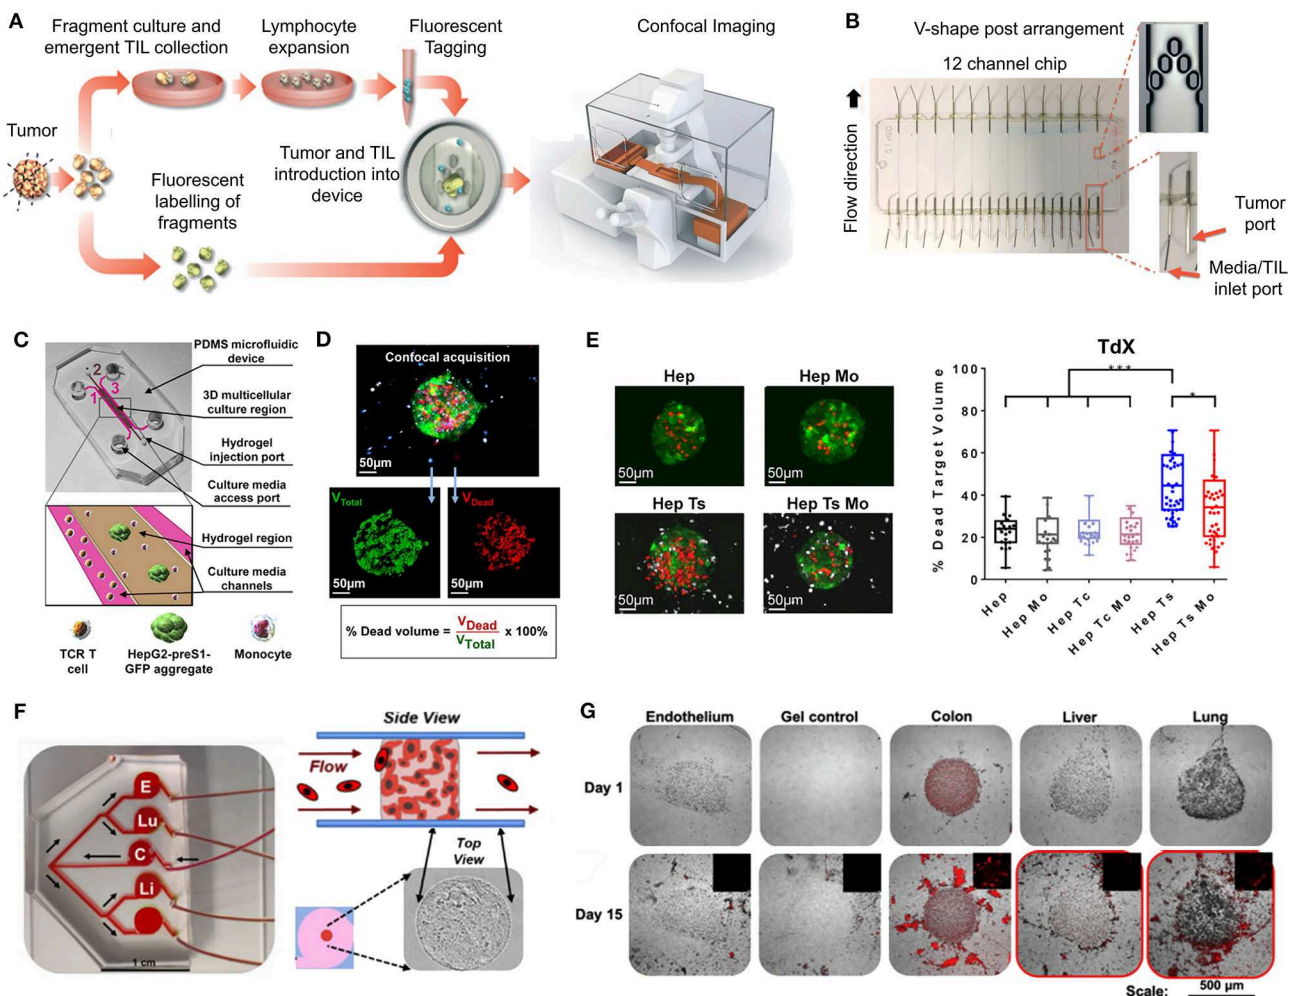 A
Fragment culture and
emergent TIL collection
Lymphocyte
expansion
Fluorescent
Tagging
Confocal Imaging
Tumor
Tumor and TIL
introduction into
device
Fluorescent
labelling of
fragments
B
V-shape post arrangement
12 channel chip
Flow direction
Tumor
port
Media/TIL
inlet port
C
PDMS microfluidic
device
2
3
1
3D multicellular
culture region
Hydrogel
injection port
Culture media
access port
Hydrogel region
Culture media
channels
TCR T
cell
HepG2-preS1-
GFP aggregate
Monocyte
D
Confocal acquisition
50µm
VTotal
50µm
VDead
50µm
% Dead volume = VDead/VTotal x 100%
E
Hep
50µm
Hep Mo
50µm
Hep Ts
50µm
Hep Ts Mo
50µm
TdX
% Dead Target Volume
100
80
60
40
20
0
***
*
Hep
Hep Mo
Hep Tc
Hep Tc Mo
Hep Ts
Hep Ts Mo
F
E
Lu
C
Li
1 cm
Side View
Flow
Top
View
G
Endothelium
Gel control
Colon
Liver
Lung
Day 1
Day 15
Scale:
500 µm